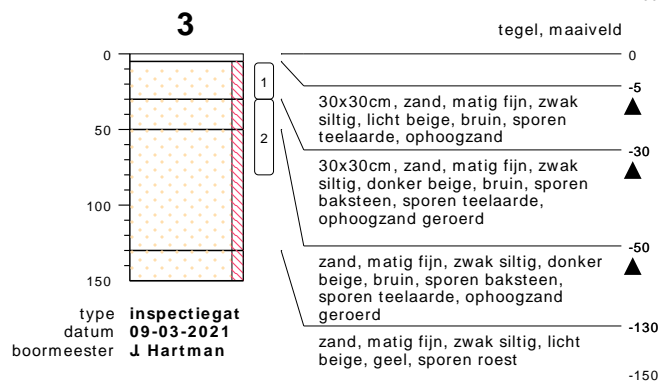 3
tegel, maaiveld
0
0
1
-5
30x30cm, zand, matig fijn, zwak
siltig, licht beige, bruin, sporen
teelaarde, ophoogzand
50
2
-30
30x30cm, zand, matig fijn, zwak
siltig, donker beige, bruin, sporen
baksteen, sporen teelaarde,
ophoogzand geroerd
100
-50
zand, matig fijn, zwak siltig, donker
beige, bruin, sporen baksteen,
sporen teelaarde, ophoogzand
geroerd
150
-130
zand, matig fijn, zwak siltig, licht
beige, geel, sporen roest
-150
type inspectiegat
datum 09-03-2021
boormeester J. Hartman